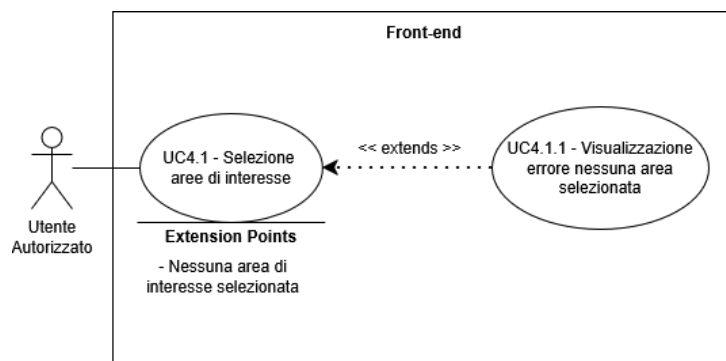 Front-end
UC4.1 - Selezione
aree di interesse
<< extends >>
UC4.1.1 - Visualizzazione
errore nessuna area
selezionata
Utente
Autorizzato
Extension Points
- Nessuna area di
interesse selezionata